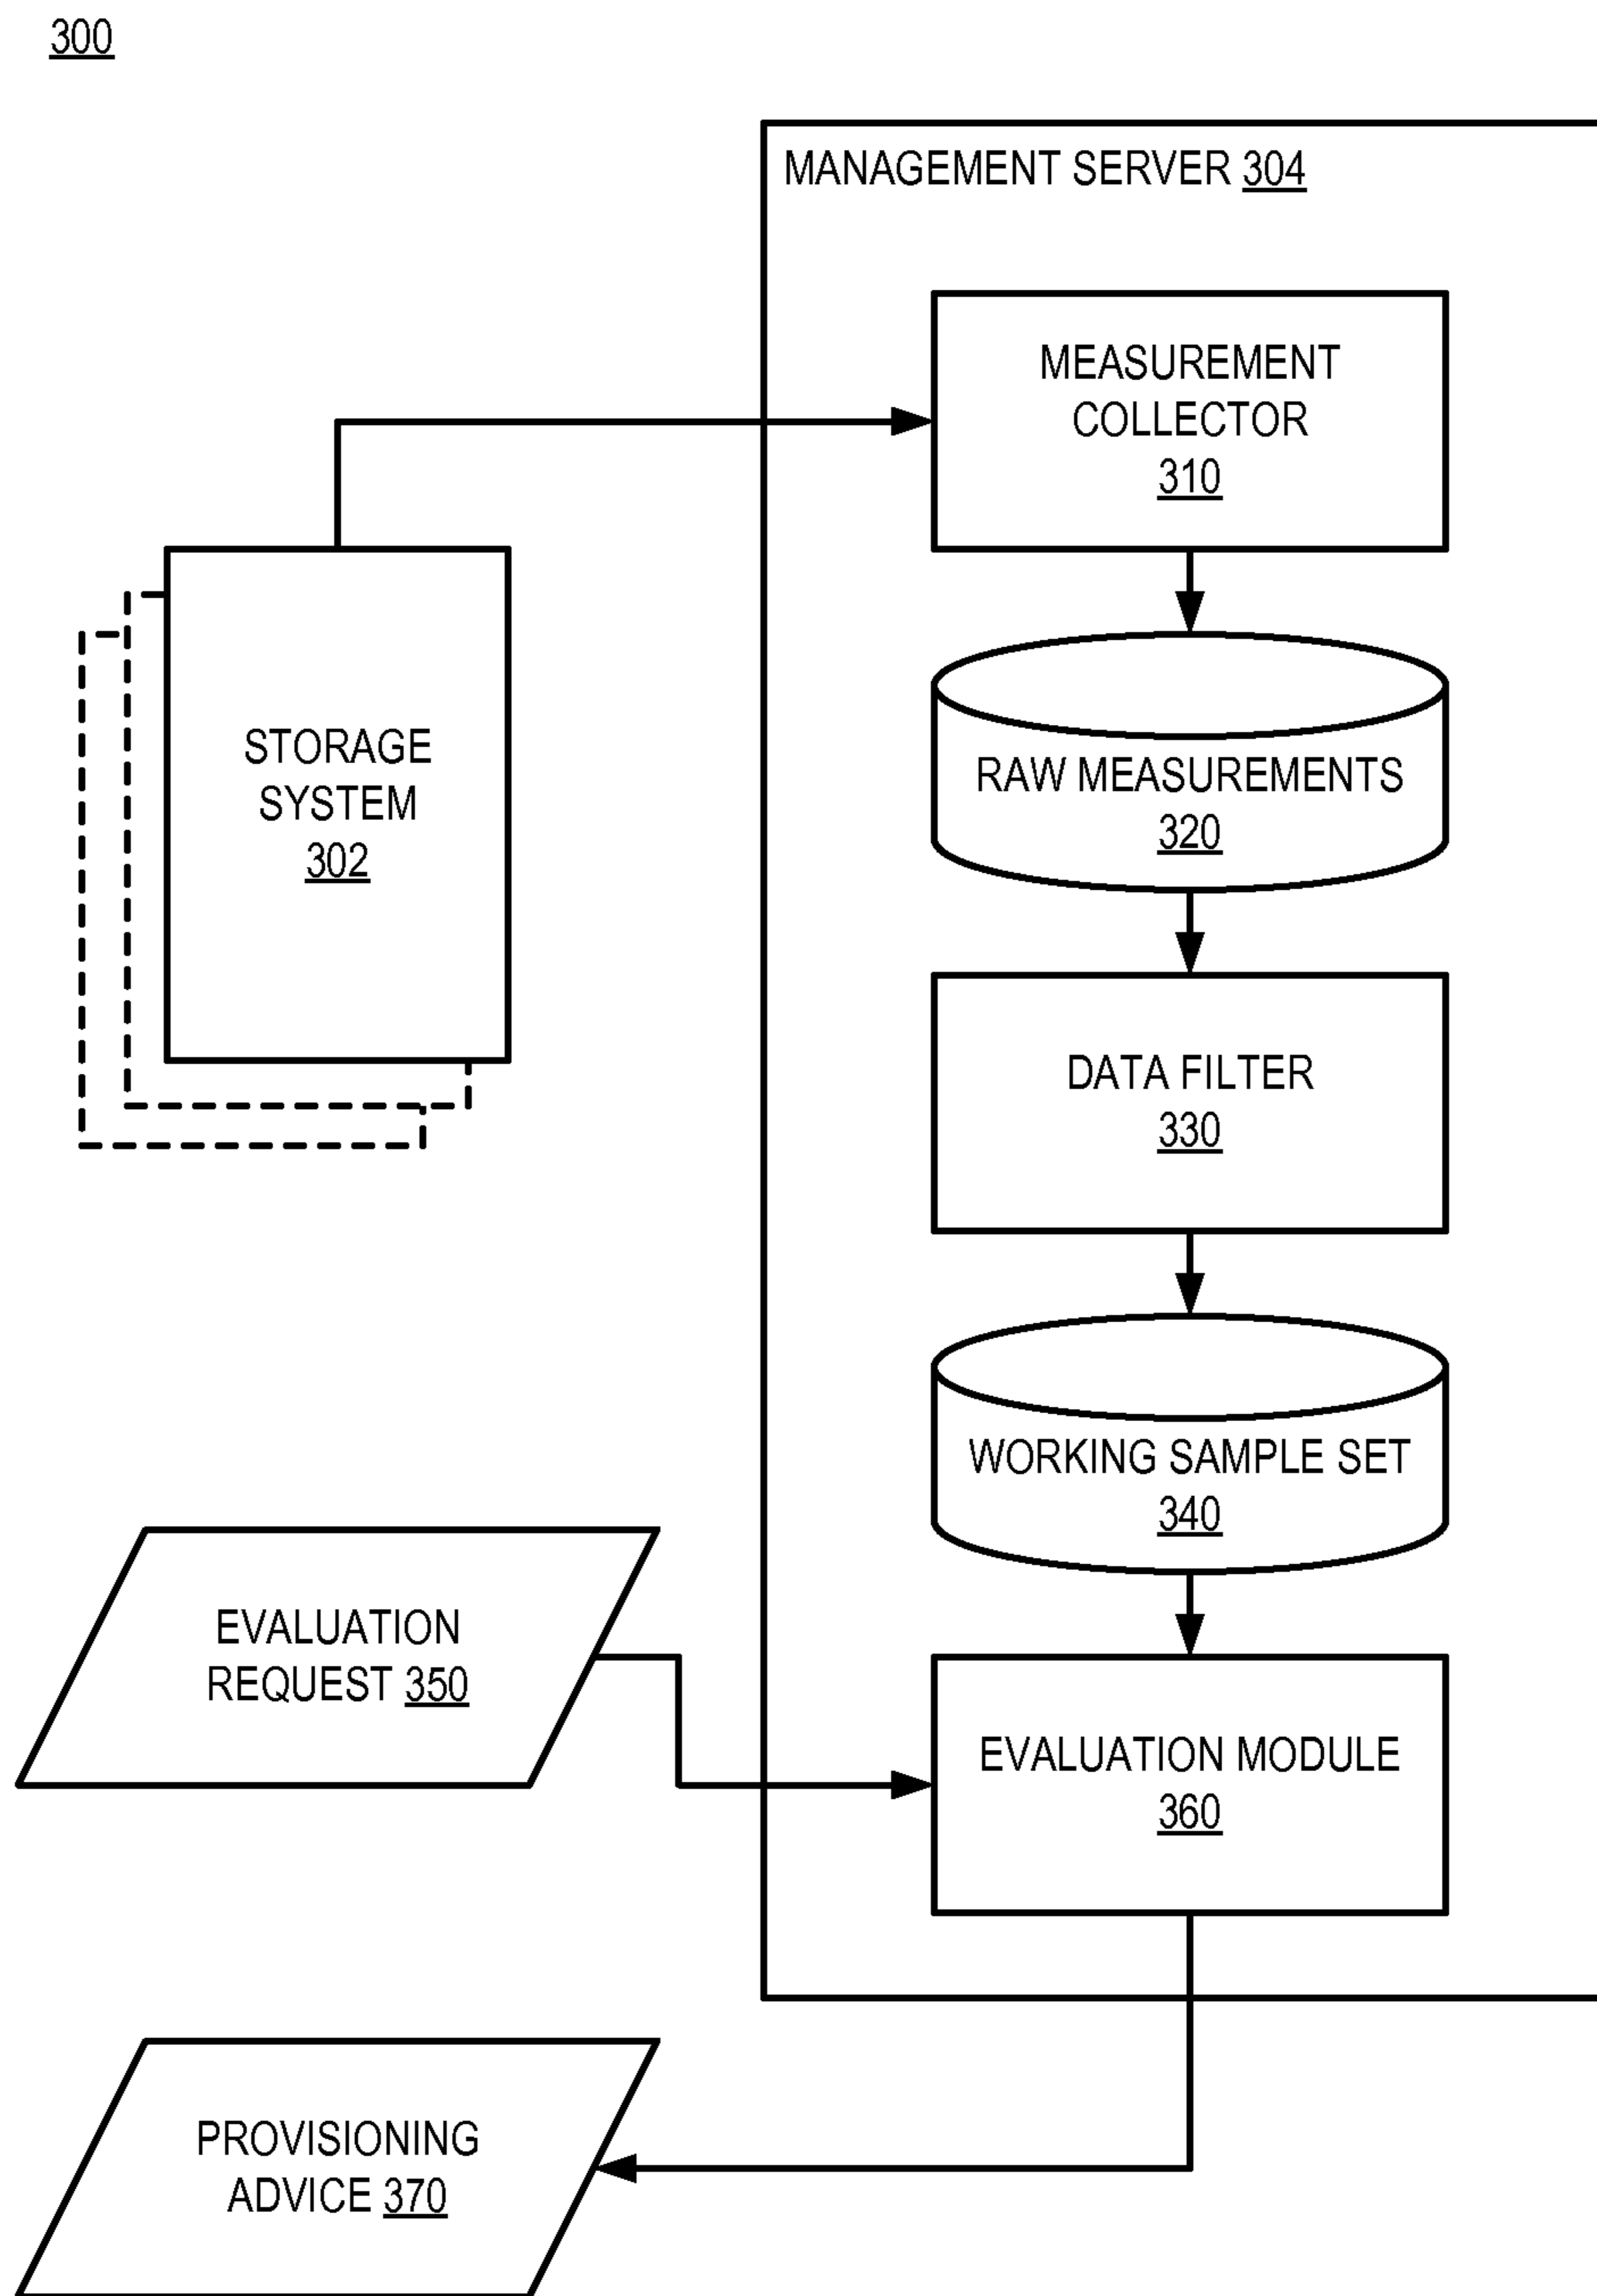 300
MANAGEMENT SERVER 304
MEASUREMENT
COLLECTOR
310
STORAGE
SYSTEM
302
RAW MEASUREMENTS
320
DATA FILTER
330
WORKING SAMPLE SET
340
EVALUATION
REQUEST 350
EVALUATION MODULE
360
PROVISIONING
ADVICE 370